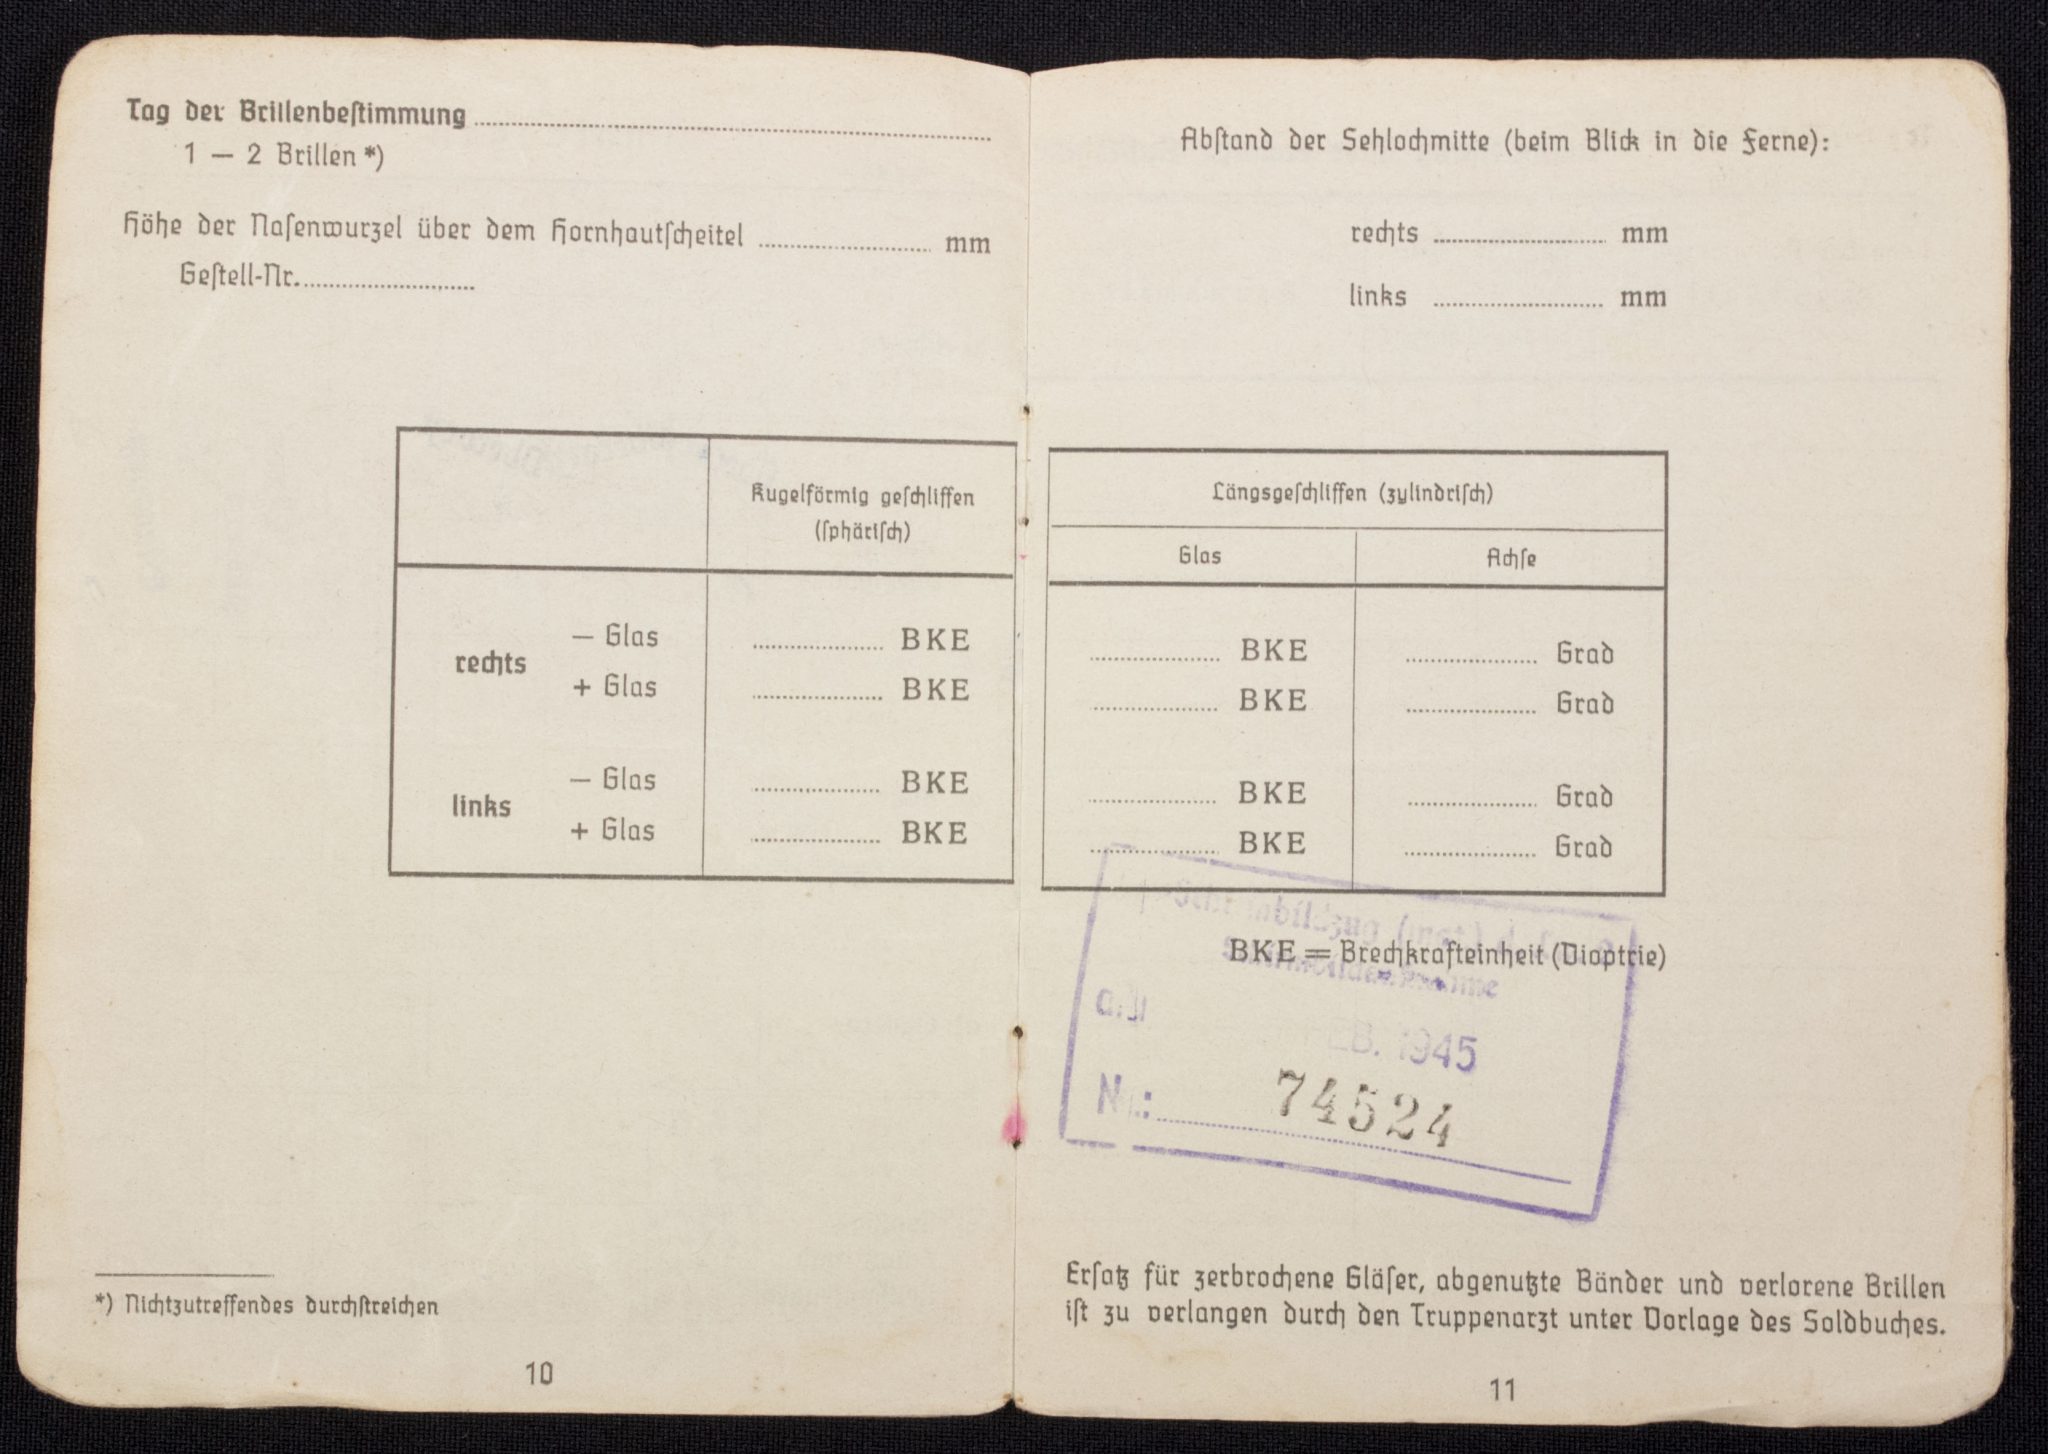 Tag der Brillenbeſtimmung
1 — 2 Brillen *)
Höhe der Naſenwurzel über dem Hornhautſcheitel mm
Geſtell-Nr.
Kugelförmig geſchliffen
(ſphäriſch)
rechts
— Glas BKE
+ Glas BKE
links
— Glas BKE
+ Glas BKE
*) Nichtzutreffendes durchſtreichen
10
Abſtand der Sehlochmitte (beim Blick in die Ferne):
rechts mm
links mm
Längsgeſchliffen (zylindriſch)
Glas Achſe
BKE Grad
BKE Grad
BKE Grad
BKE Grad
BKE = Brechkrafteinheit (Dioptrie)
1945
74524
Erſatz für zerbrochene Gläſer, abgenutzte Bänder und verlorene Brillen
iſt zu verlangen durch den Truppenarzt unter Vorlage des Soldbuches.
11